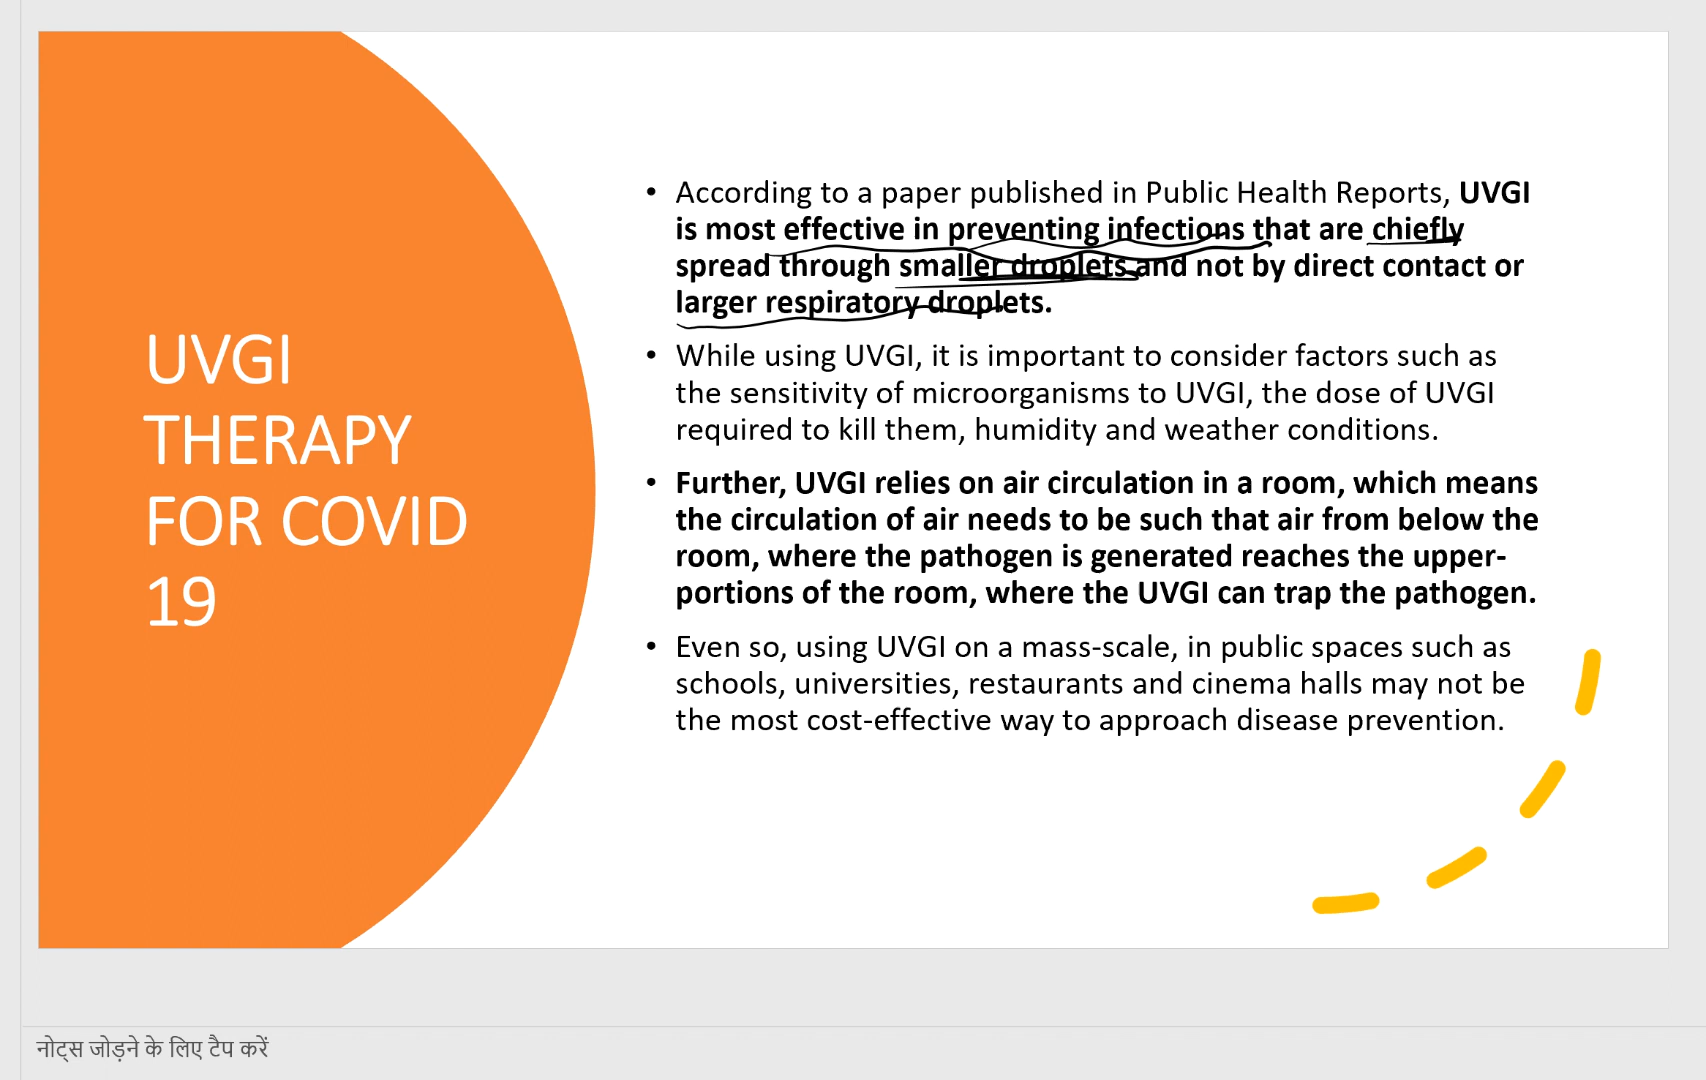 UVGI
THERAPY
FOR COVID
19
• According to a paper published in Public Health Reports, UVGI
is most effective in preventing infections that are chiefly
spread through smaller droplets and not by direct contact or
larger respiratory droplets.
• While using UVGI, it is important to consider factors such as
the sensitivity of microorganisms to UVGI, the dose of UVGI
required to kill them, humidity and weather conditions.
• Further, UVGI relies on air circulation in a room, which means
the circulation of air needs to be such that air from below the
room, where the pathogen is generated reaches the upper-
portions of the room, where the UVGI can trap the pathogen.
• Even so, using UVGI on a mass-scale, in public spaces such as
schools, universities, restaurants and cinema halls may not be
the most cost-effective way to approach disease prevention.
नोट्स जोड़ने के लिए टैप करें